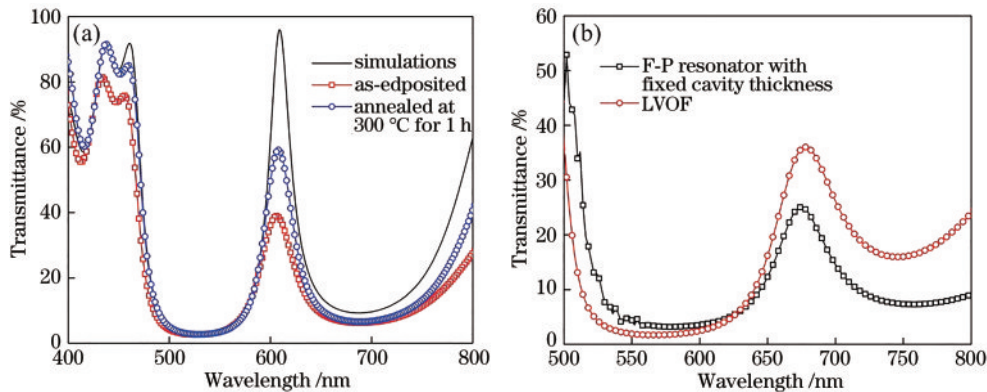 (a)
simulations
as-edposited
annealed at
300 °C for 1 h
Transmittance /%
100
80
60
40
20
0
400
500
600
700
800
Wavelength /nm
(b)
F-P resonator with
fixed cavity thickness
LVOF
Transmittance /%
60
50
40
30
20
10
0
500
550
600
650
700
750
800
Wavelength /nm